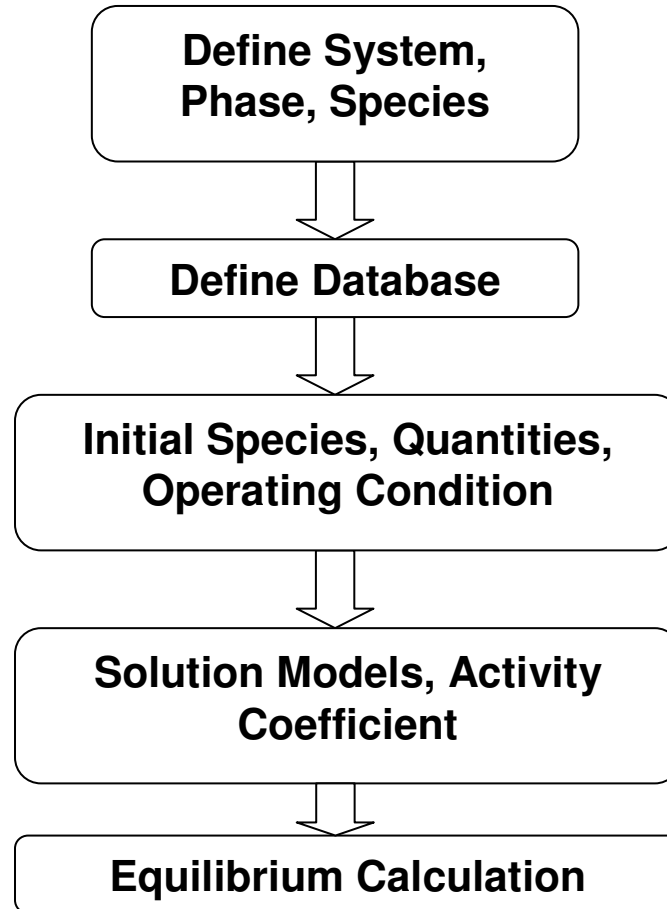 Define System,
Phase, Species
Define Database
Initial Species, Quantities,
Operating Condition
Solution Models, Activity
Coefficient
Equilibrium Calculation